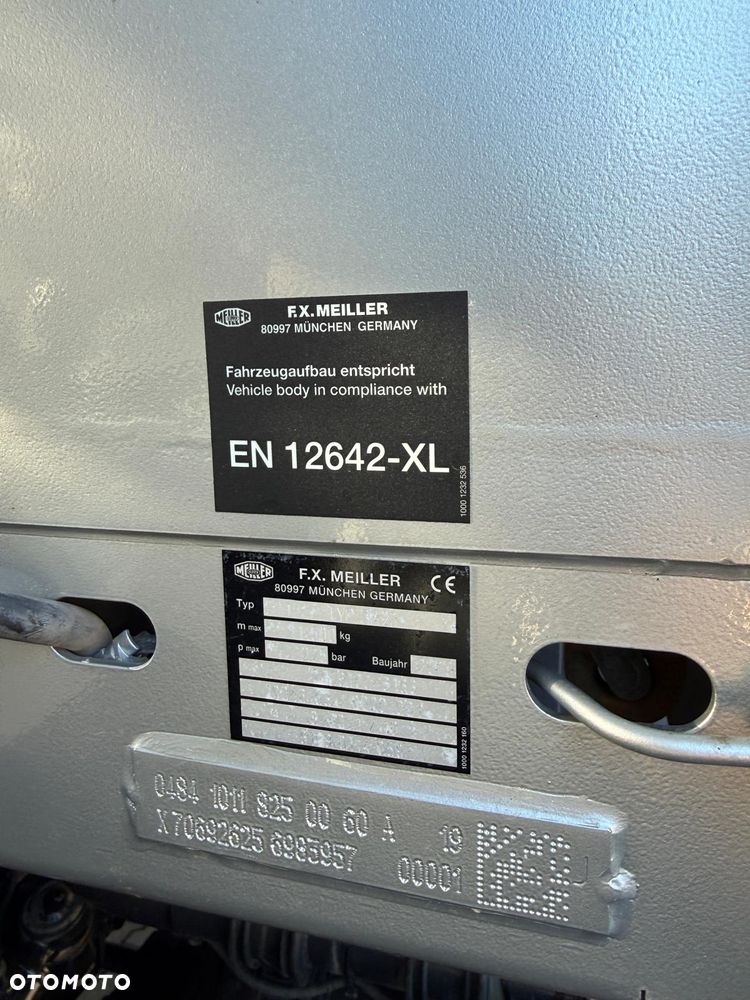 MEILLER
F.X. MEILLER
80997 MÜNCHEN GERMANY
Fahrzeugaufbau entspricht
Vehicle body in compliance with
EN 12642-XL
1000 1232 536
MEILLER
F.X. MEILLER CE
80997 MÜNCHEN GERMANY
Typ
m max kg
p max bar Baujahr
1000 1232 160
0484 1011 825 00 60 A 19
X70692625 6985957 00001
OTOMOTO